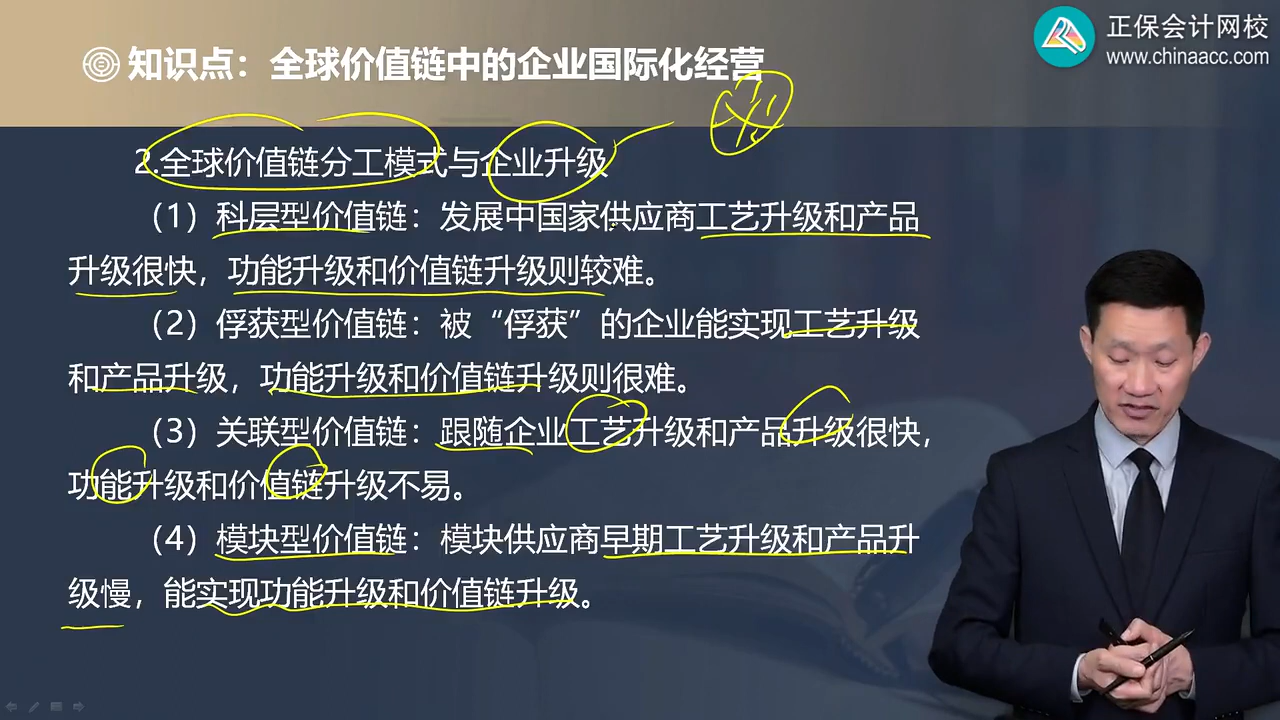 正保会计网校
www.chinaacc.com
知识点：全球价值链中的企业国际化经营
2.全球价值链分工模式与企业升级
（1）科层型价值链：发展中国家供应商工艺升级和产品
升级很快，功能升级和价值链升级则较难。
（2）俘获型价值链：被“俘获”的企业能实现工艺升级
和产品升级，功能升级和价值链升级则很难。
（3）关联型价值链：跟随企业工艺升级和产品升级很快，
功能升级和价值链升级不易。
（4）模块型价值链：模块供应商早期工艺升级和产品升
级慢，能实现功能升级和价值链升级。